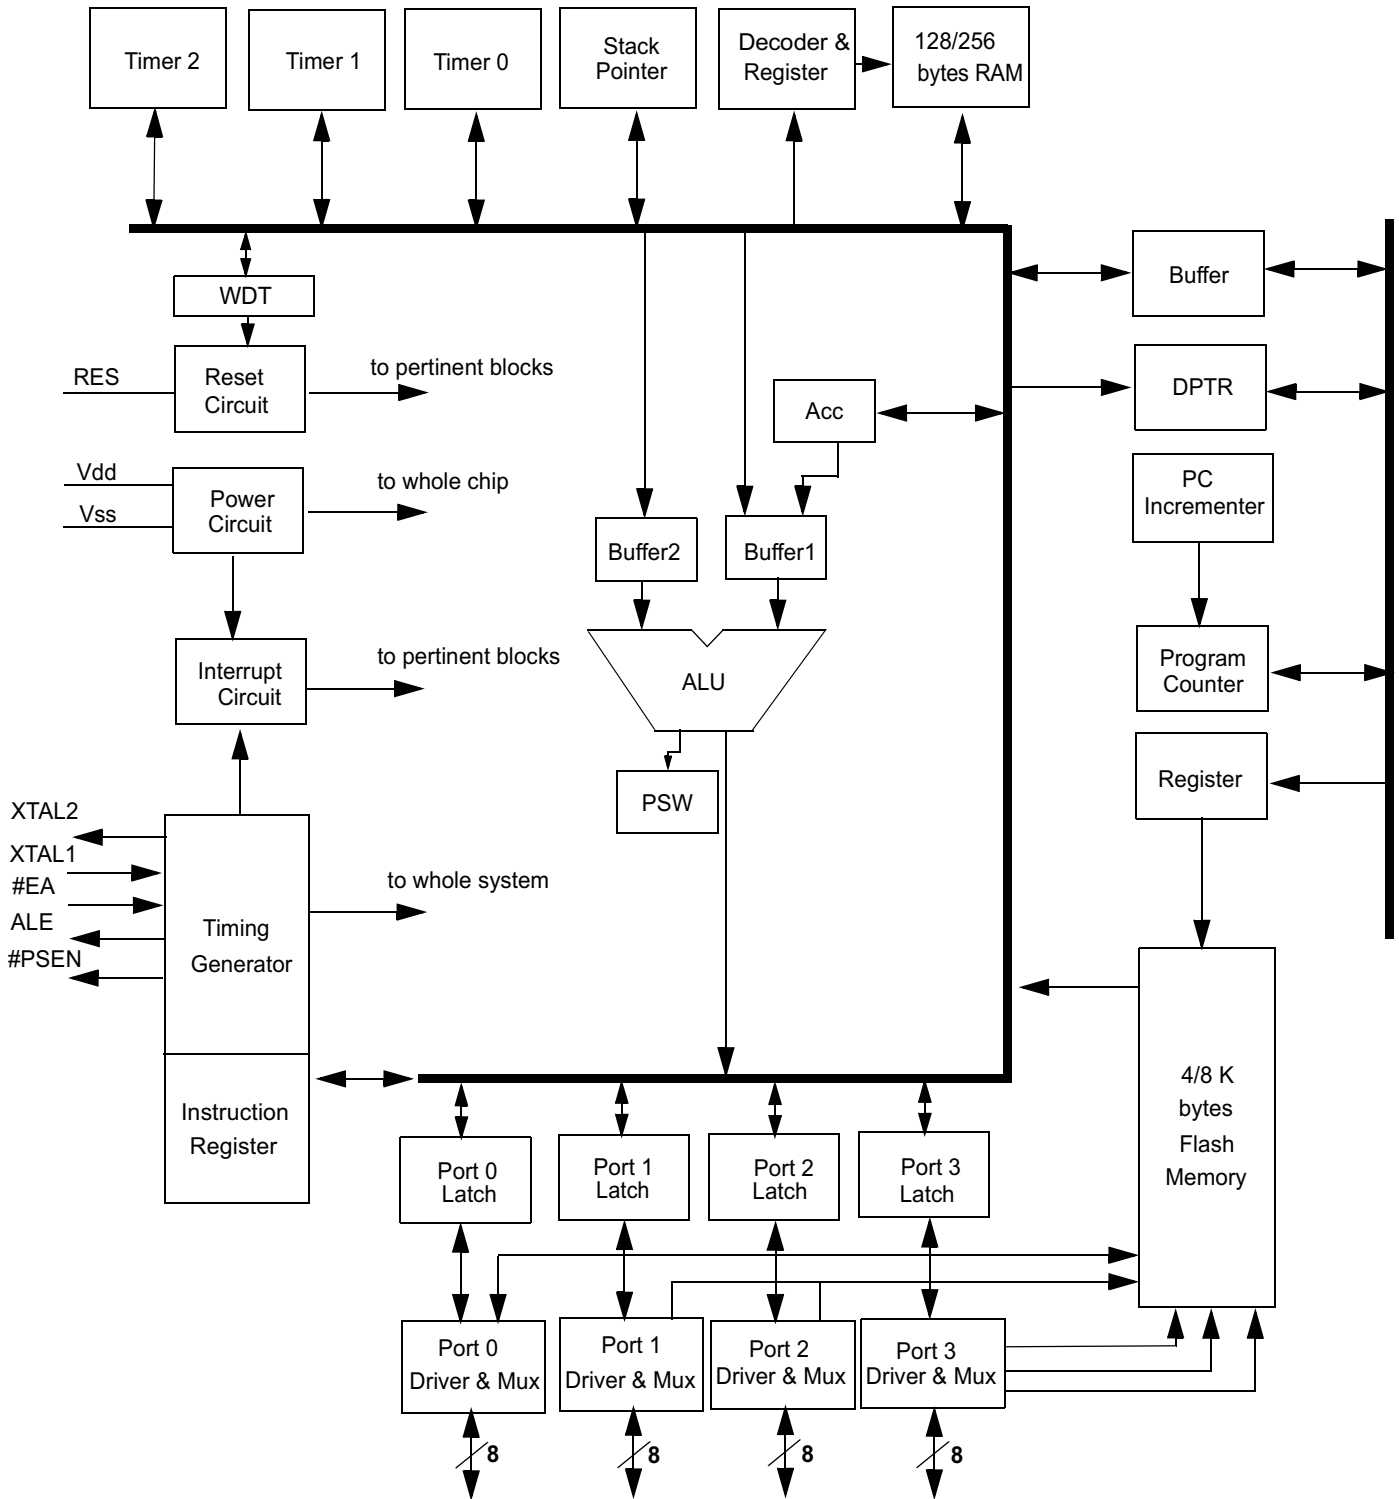 Timer 2
Timer 1
Timer 0
Stack
Pointer
Decoder &
Register
128/256
bytes RAM
WDT
Buffer
RES
Reset
Circuit
to pertinent blocks
Acc
DPTR
Vdd
Vss
Power
Circuit
to whole chip
PC
Incrementer
Buffer2
Buffer1
Interrupt
Circuit
to pertinent blocks
ALU
Program
Counter
PSW
Register
XTAL2
XTAL1
#EA
ALE
#PSEN
Timing
Generator
to whole system
Instruction
Register
4/8 K
bytes
Flash
Memory
Port 0
Latch
Port 1
Latch
Port 2
Latch
Port 3
Latch
Port 0
Driver & Mux
Port 1
Driver & Mux
Port 2
Driver & Mux
Port 3
Driver & Mux
8
8
8
8